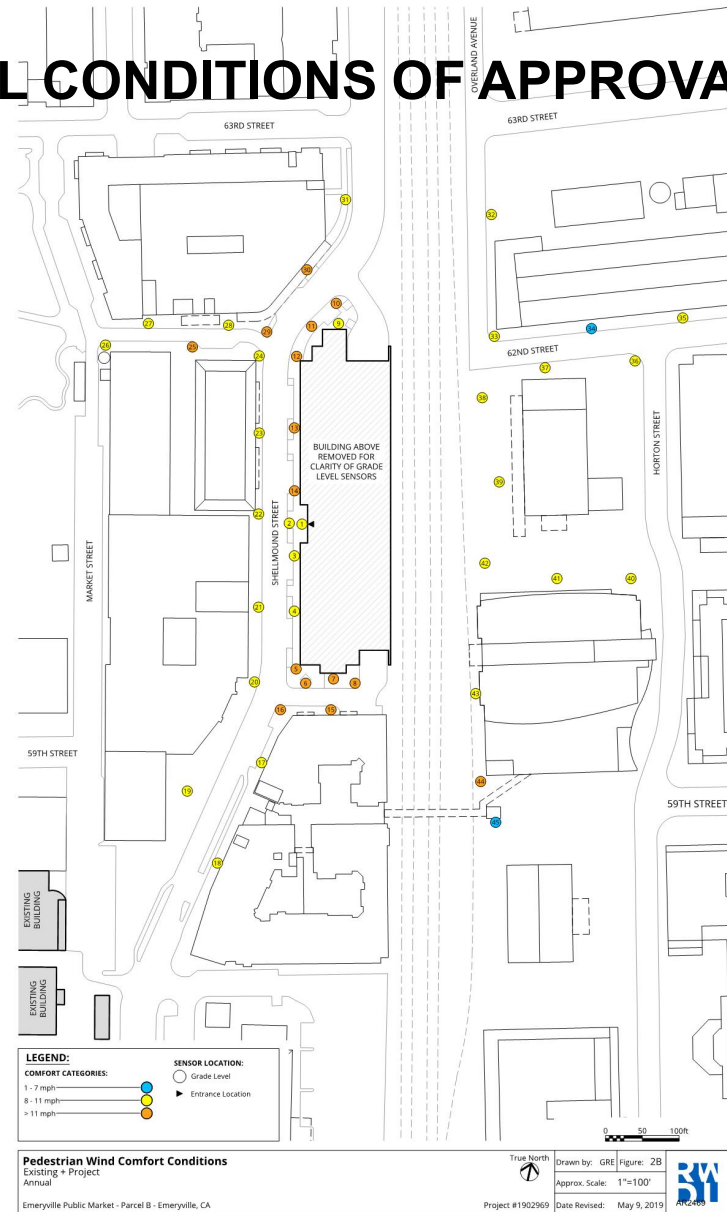 L CONDITIONS OF APPROVA
OVERLAND AVENUE
63RD STREET
63RD STREET
31
32
30
10
35
27
28
29
11
9
34
33
26
25
24
12
62ND STREET
36
37
38
23
13
BUILDING ABOVE
REMOVED FOR
CLARITY OF GRADE
LEVEL SENSORS
HORTON STREET
14
39
22
2
1
SHELLMOUND STREET
3
42
MARKET STREET
41
40
21
4
5
20
6
7
8
43
16
15
59TH STREET
17
44
19
59TH STREET
45
18
EXISTING
BUILDING
EXISTING
BUILDING
LEGEND:
COMFORT CATEGORIES:
1 - 7 mph
8 - 11 mph
> 11 mph
SENSOR LOCATION:
Grade Level
Entrance Location
0 50 100ft
Pedestrian Wind Comfort Conditions
Existing + Project
Annual
Emeryville Public Market - Parcel B - Emeryville, CA
True North
Project #1902969
Drawn by: GRE
Figure: 2B
Approx. Scale: 1"=100'
Date Revised: May 9, 2019
RWDI
AR2469